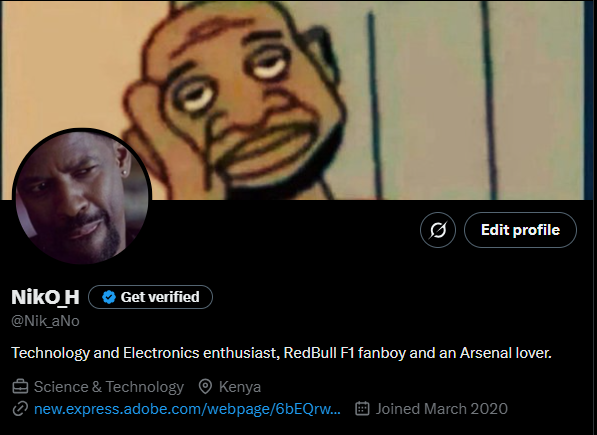 Edit profile
NikO_H Get verified
@Nik_aNo
Technology and Electronics enthusiast, RedBull F1 fanboy and an Arsenal lover.
Science & Technology Kenya
new.express.adobe.com/webpage/6bEQrw... Joined March 2020